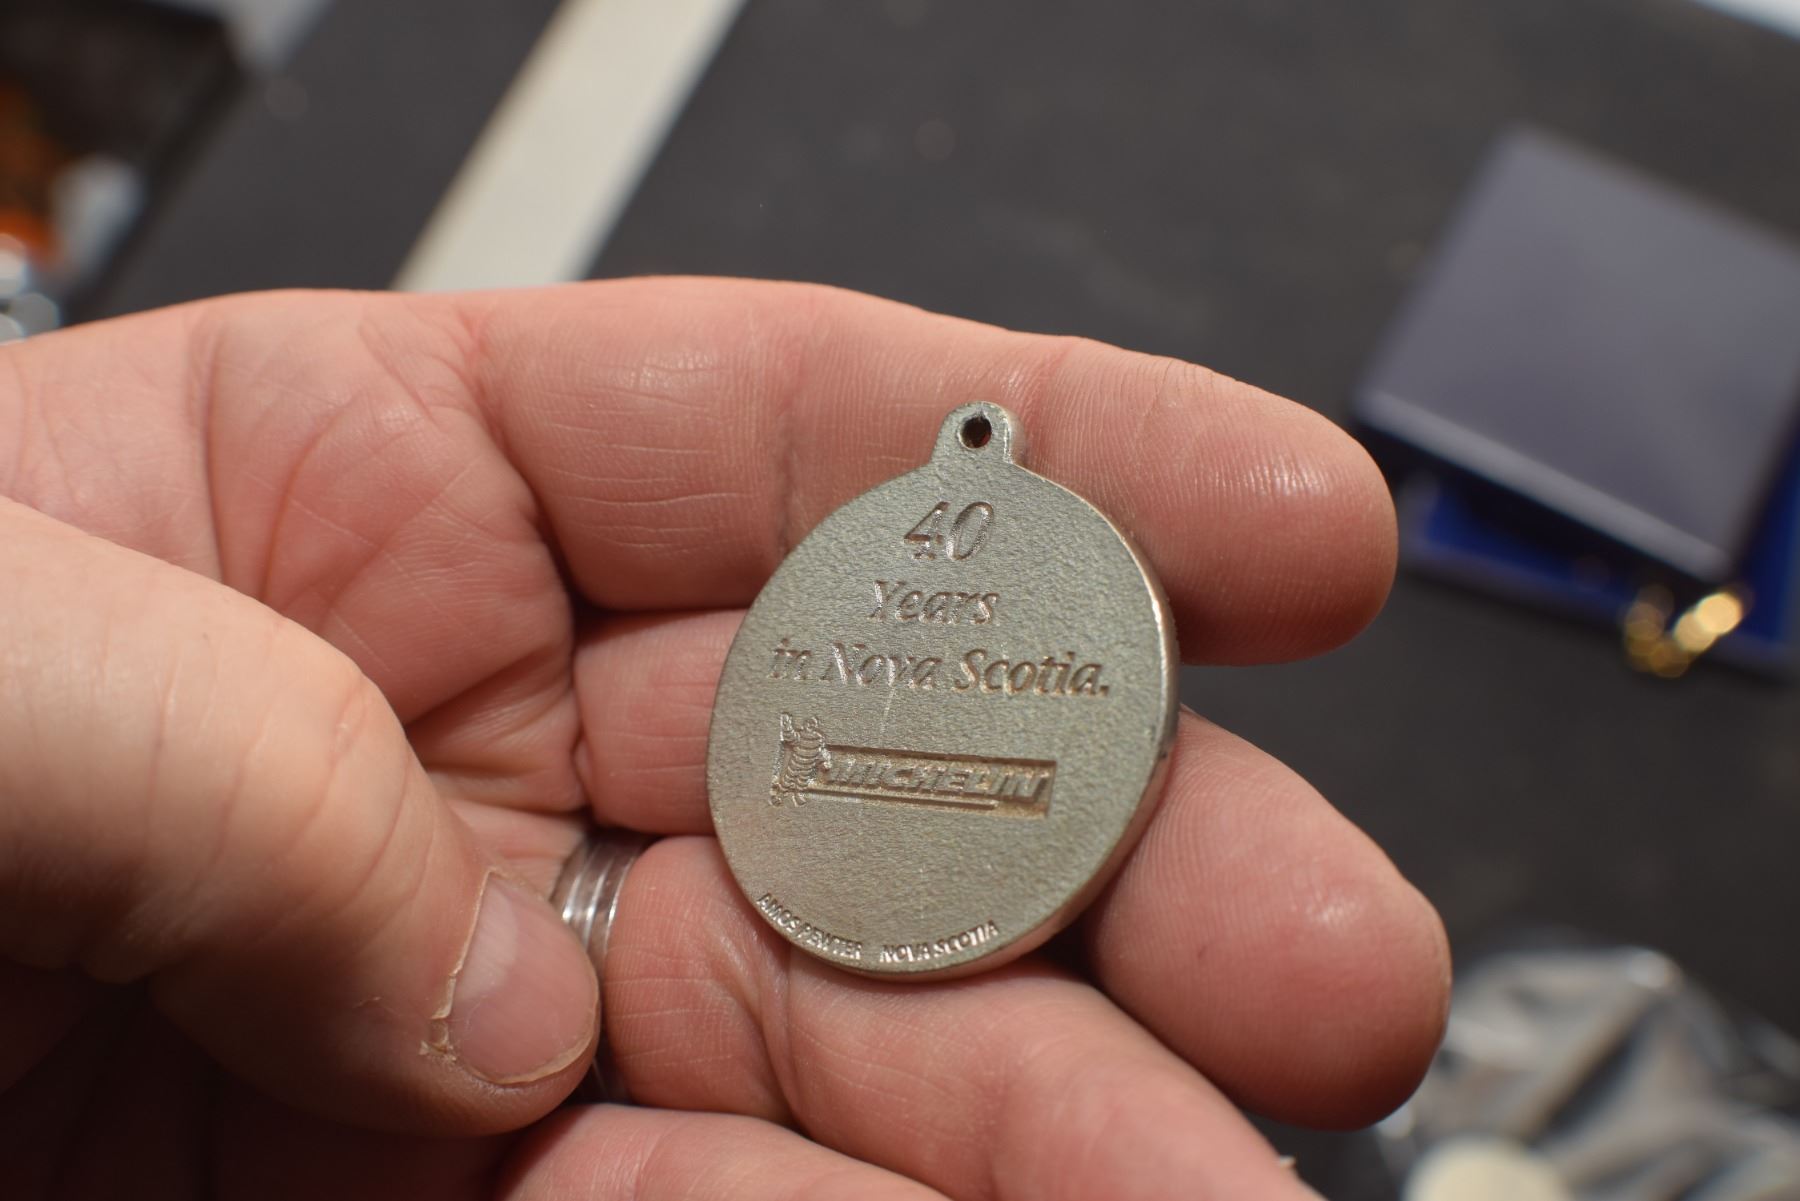 40
Years
in Nova Scotia.
MICHELIN
AMOS PEWTER NOVA SCOTIA